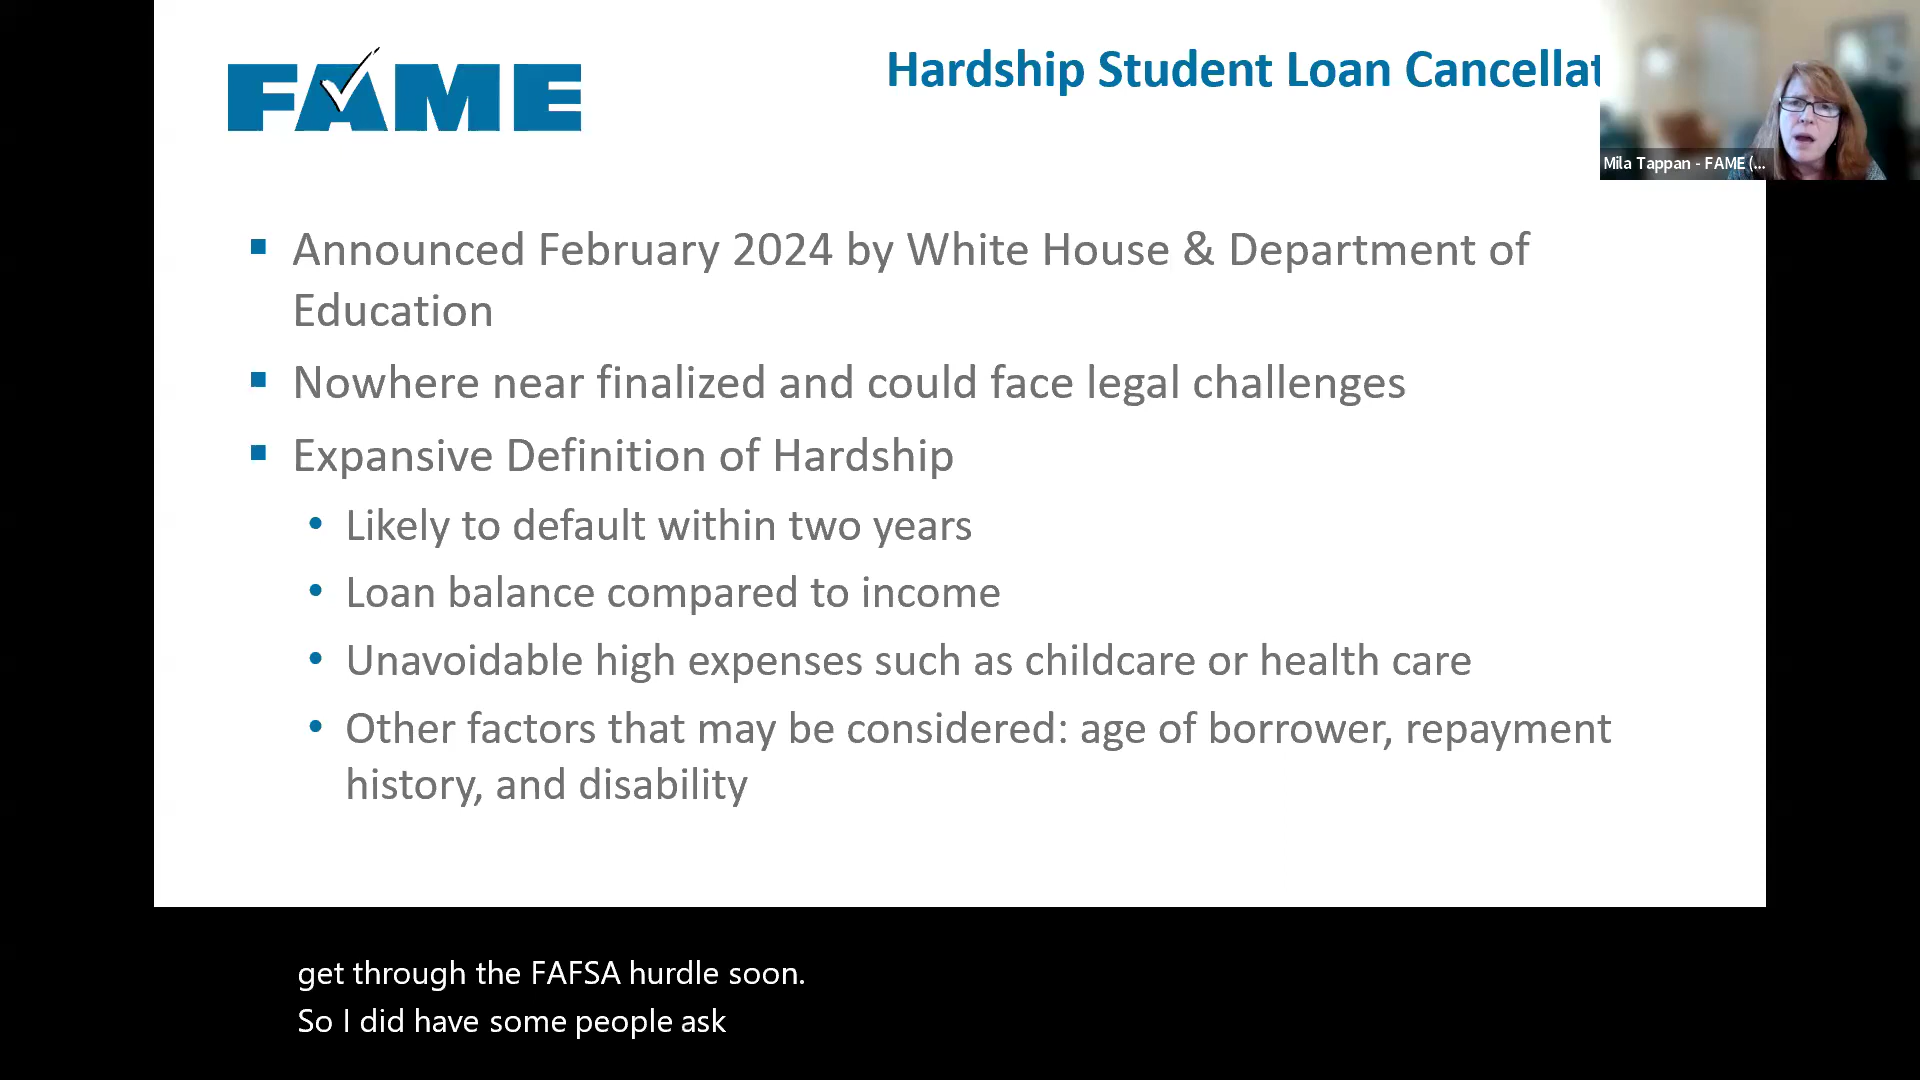 FAME
Hardship Student Loan Cancellat
Mila Tappan - FAME (...
▪ Announced February 2024 by White House & Department of
Education
▪ Nowhere near finalized and could face legal challenges
▪ Expansive Definition of Hardship
• Likely to default within two years
• Loan balance compared to income
• Unavoidable high expenses such as childcare or health care
• Other factors that may be considered: age of borrower, repayment
history, and disability
get through the FAFSA hurdle soon.
So I did have some people ask